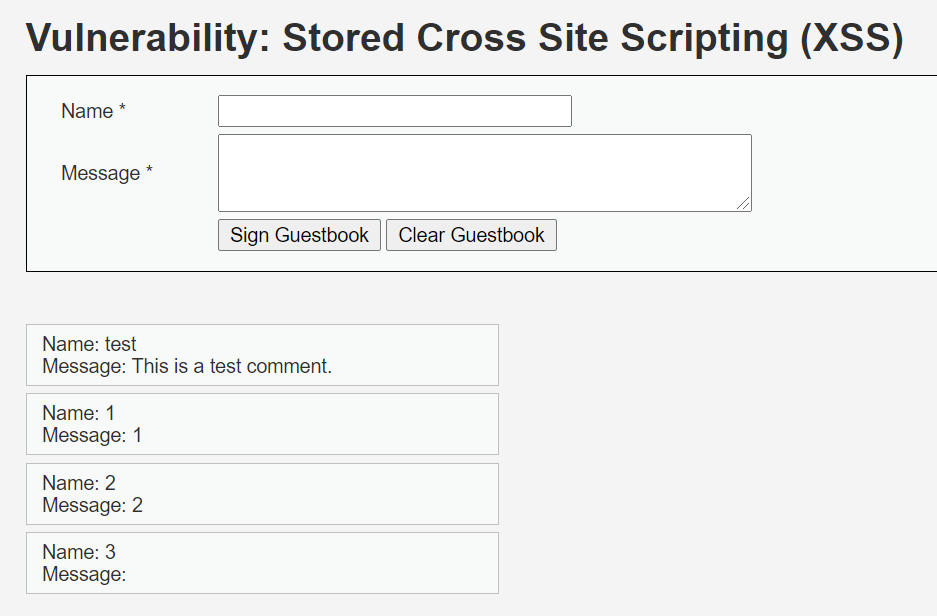 Vulnerability: Stored Cross Site Scripting (XSS)
Name *
Message *
Sign Guestbook Clear Guestbook
Name: test
Message: This is a test comment.
Name: 1
Message: 1
Name: 2
Message: 2
Name: 3
Message: